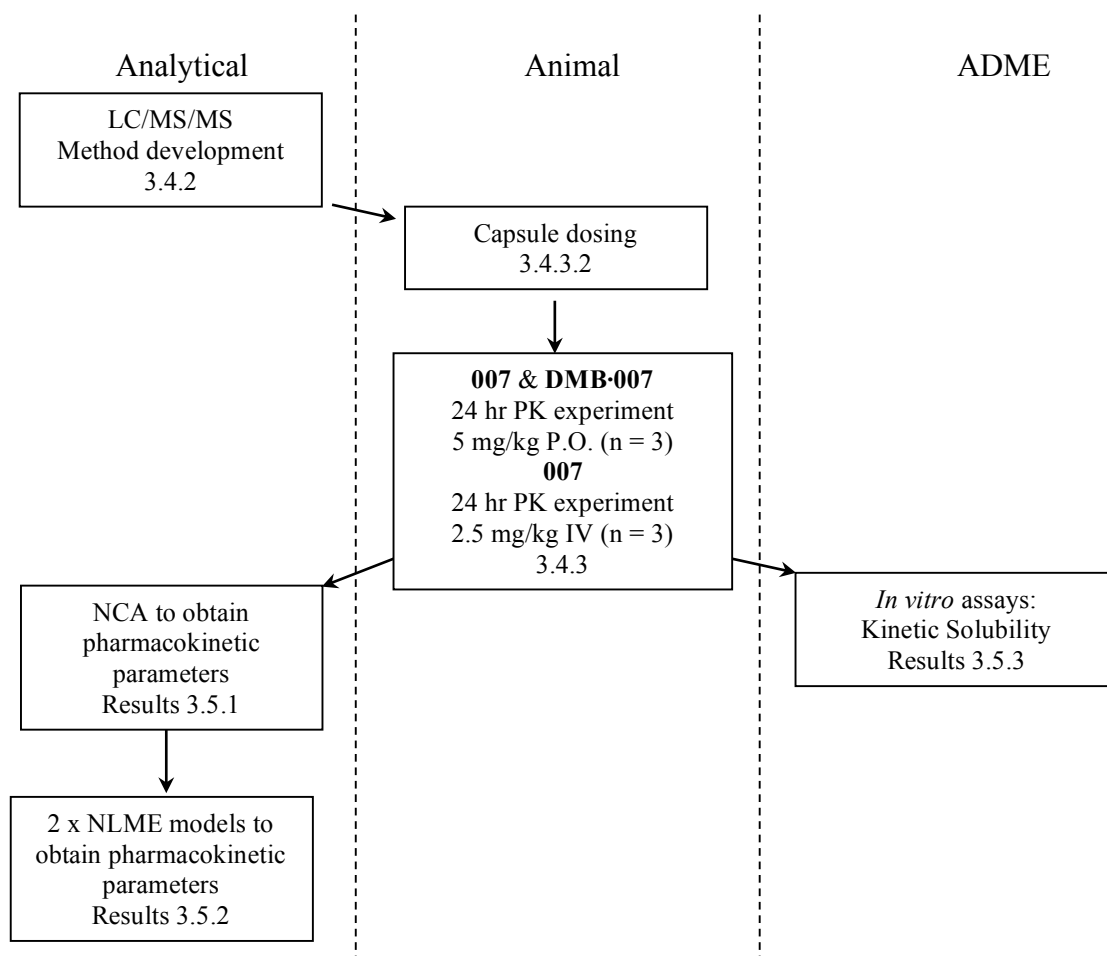 Analytical
Animal
ADME
LC/MS/MS
Method development
3.4.2
Capsule dosing
3.4.3.2
007 & DMB·007
24 hr PK experiment
5 mg/kg P.O. (n = 3)
007
24 hr PK experiment
2.5 mg/kg IV (n = 3)
3.4.3
NCA to obtain
pharmacokinetic
parameters
Results 3.5.1
In vitro assays:
Kinetic Solubility
Results 3.5.3
2 x NLME models to
obtain pharmacokinetic
parameters
Results 3.5.2